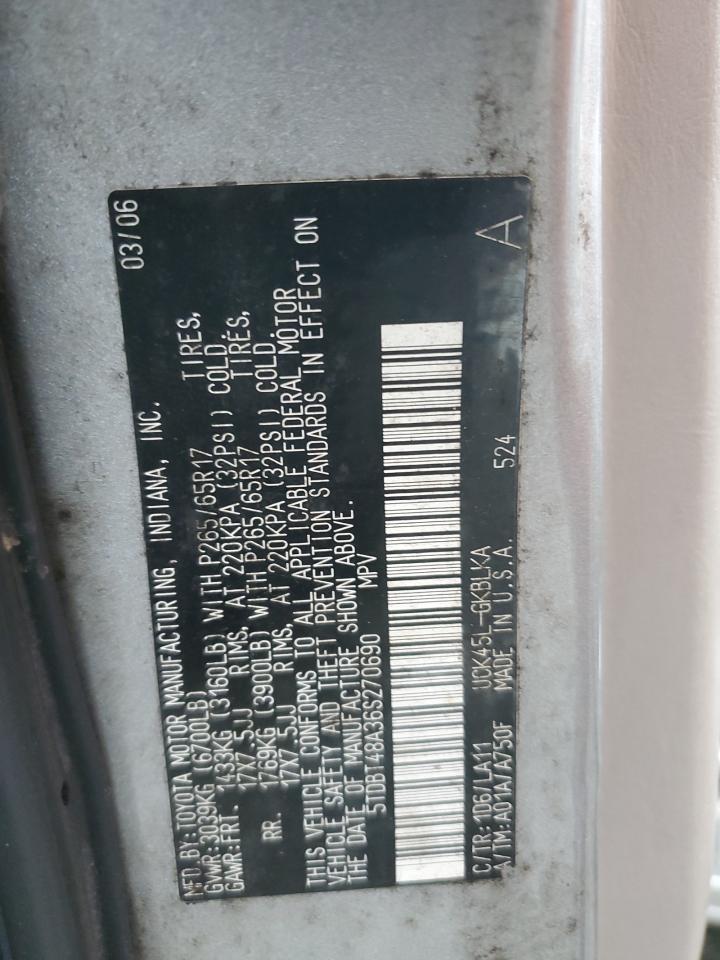 MFD.BY:TOYOTA MOTOR MANUFACTURING, INDIANA, INC. 03/06
GVWR:3039KG (6700LB)
GAWR:FRT. 1433KG (3160LB) WITH P265/65R17 TIRES,
17X7.5JJ RIMS, AT 220KPA (32PSI) COLD.
RR. 1769KG (3900LB) WITH P265/65R17 TIRES,
17X7.5JJ RIMS, AT 220KPA (32PSI) COLD.
THIS VEHICLE CONFORMS TO ALL APPLICABLE FEDERAL MOTOR
VEHICLE SAFETY AND THEFT PREVENTION STANDARDS IN EFFECT ON
THE DATE OF MANUFACTURE SHOWN ABOVE.
5TDBT48A36S270690 MPV
C/TR: 1D6/LA11 UCK45L-GKBLKA
A/TM:A01A/A750F MADE IN U.S.A. 524 A